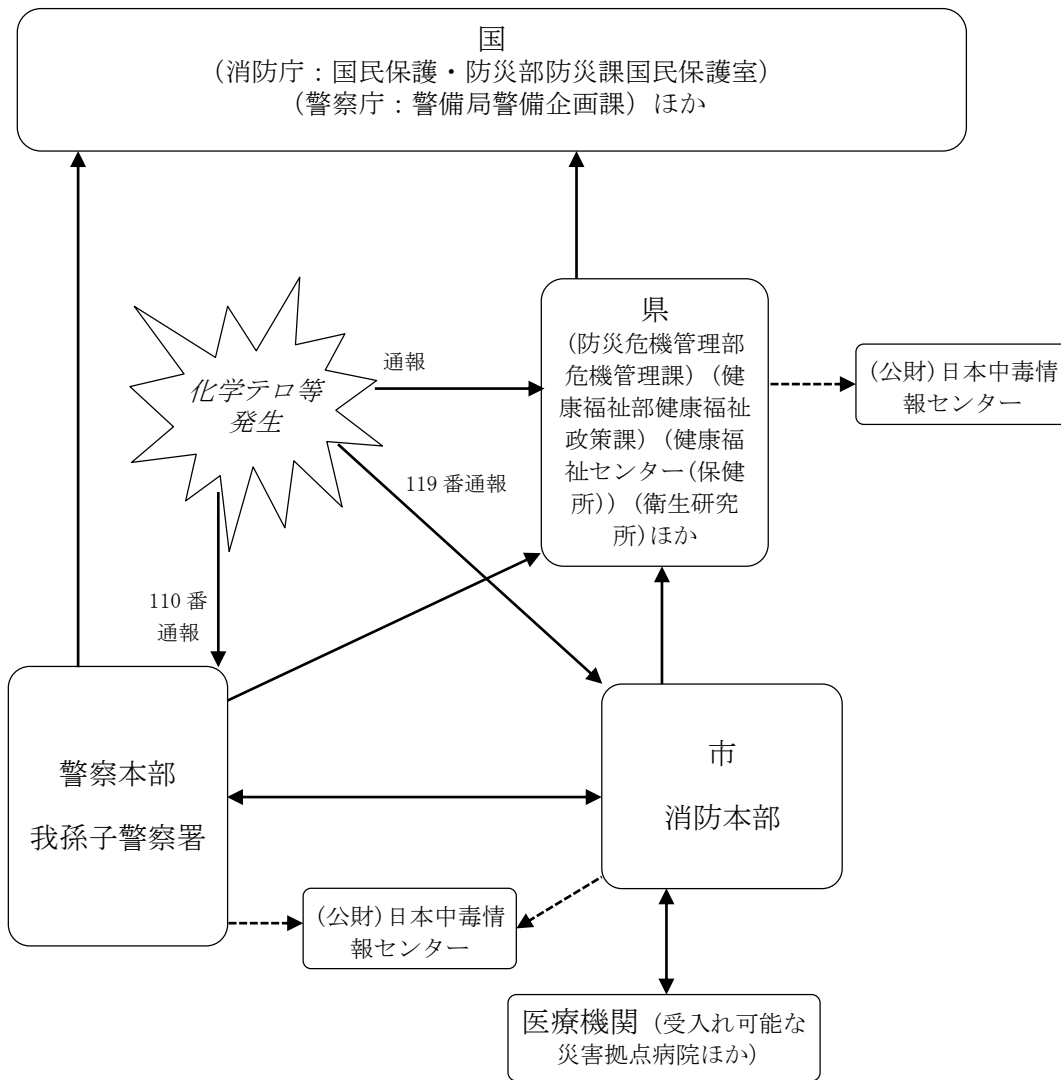 国
(消防庁：国民保護・防災部防災課国民保護室)
(警察庁：警備局警備企画課) ほか
化学テロ等
発生
通報
県
(防災危機管理部
危機管理課) (健
康福祉部健康福祉
政策課) (健康福
祉センター(保健
所)) (衛生研究
所)ほか
(公財)日本中毒情
報センター
119 番通報
110 番
通報
警察本部
我孫子警察署
市
消防本部
(公財)日本中毒情
報センター
医療機関 (受入れ可能な
災害拠点病院ほか)